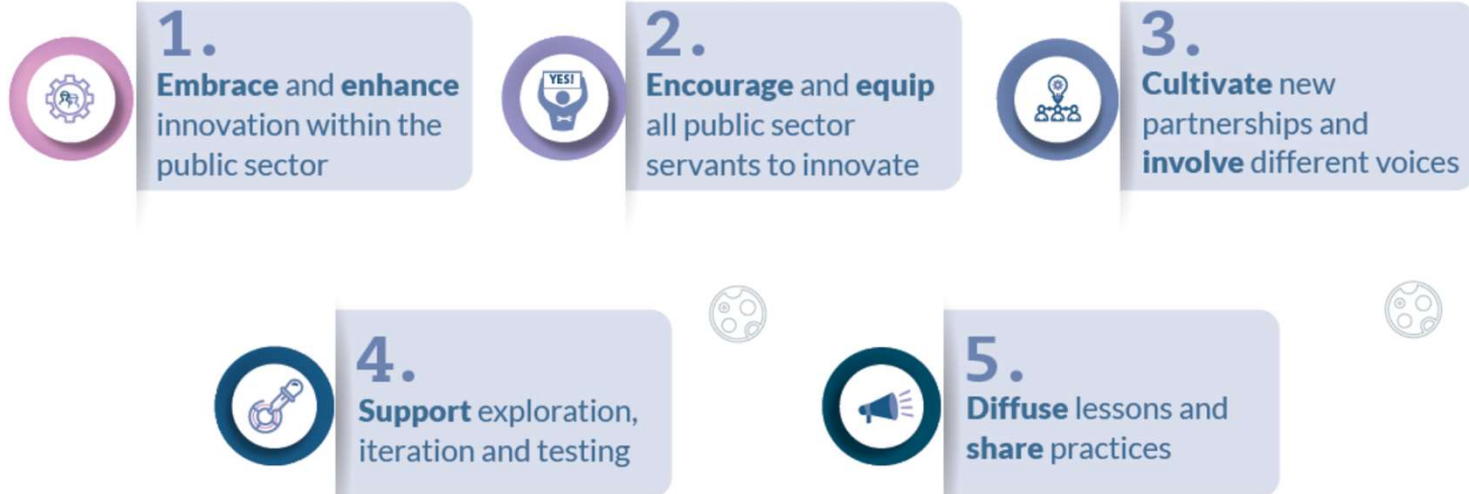 1.
Embrace and enhance
innovation within the
public sector
YES!
2.
Encourage and equip
all public sector
servants to innovate
3.
Cultivate new
partnerships and
involve different voices
4.
Support exploration,
iteration and testing
5.
Diffuse lessons and
share practices